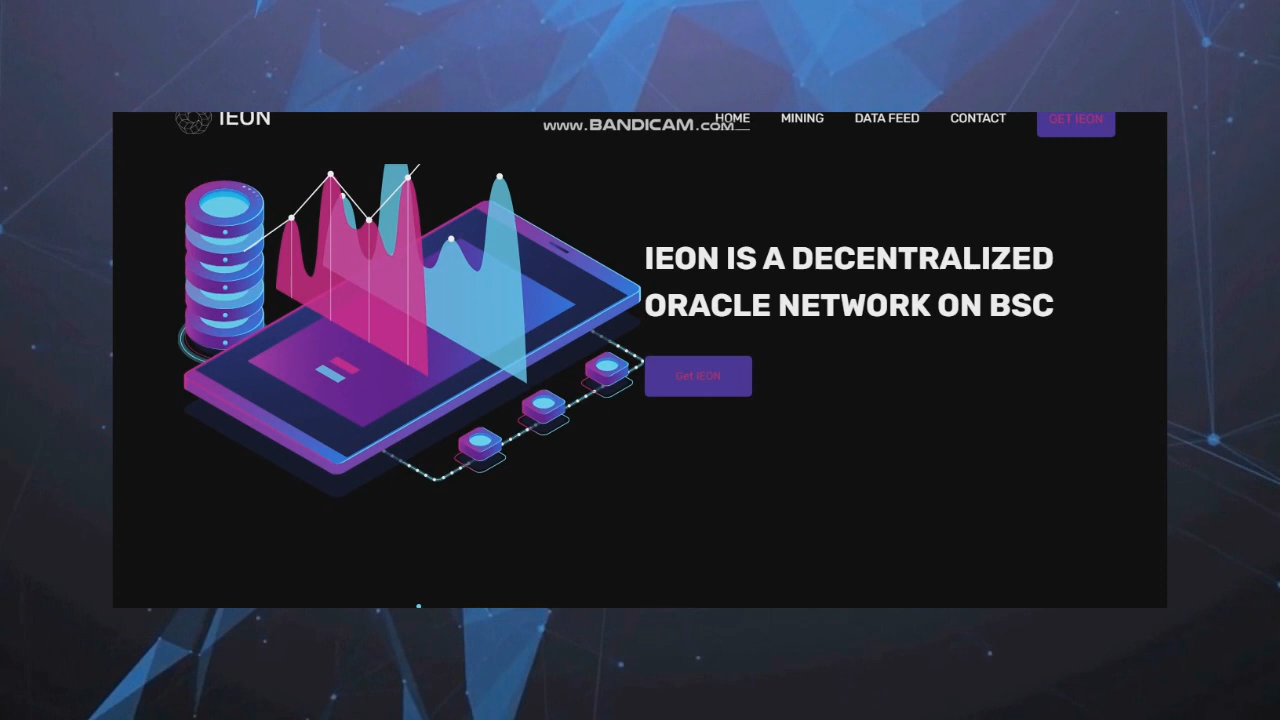 IEON
www.BANDICAM.com
HOME
MINING
DATA FEED
CONTACT
GET IEON
IEON IS A DECENTRALIZED
ORACLE NETWORK ON BSC
Get IEON